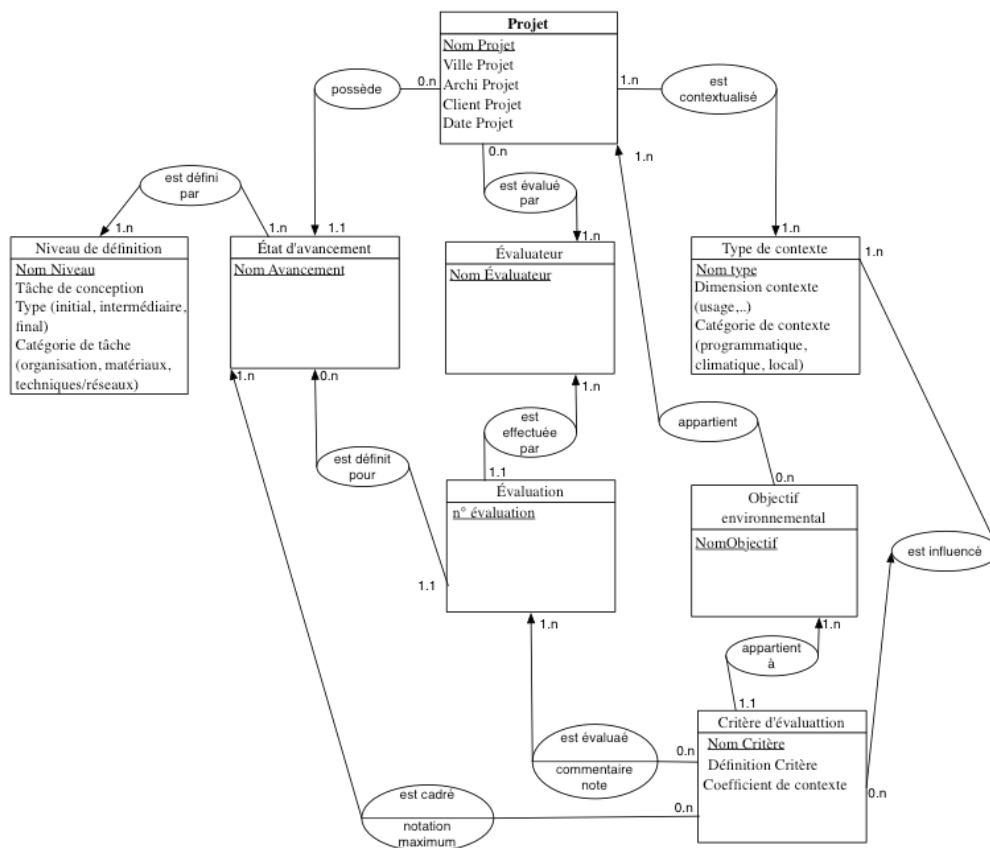 Projet
Nom Projet
Ville Projet
Archi Projet
Client Projet
Date Projet
0.n
possède
1.n
est
contextualisé
0.n
1.n
est évalué
par
est défini
par
1.n
1.n
1.1
1.n
1.n
1.n
Niveau de définition
Nom Niveau
Tâche de conception
Type (initial, intermédiaire,
final)
Catégorie de tâche
(organisation, matériaux,
techniques/réseaux)
État d'avancement
Nom Avancement
Évaluateur
Nom Évaluateur
Type de contexte
Nom type
Dimension contexte
(usage,..)
Catégorie de contexte
(programmatique,
climatique, local)
1.n
0.n
1.n
est
effectuée
par
appartient
est définit
pour
1.1
0.n
Évaluation
n° évaluation
Objectif
environnemental
NomObjectif
est influencé
1.1
1.n
1.n
appartient
à
1.1
Critère d'évaluattion
Nom Critère
Définition Critère
Coefficient de contexte
est évaluaé
commentaire
note
0.n
0.n
est cadré
notation
maximum
0.n